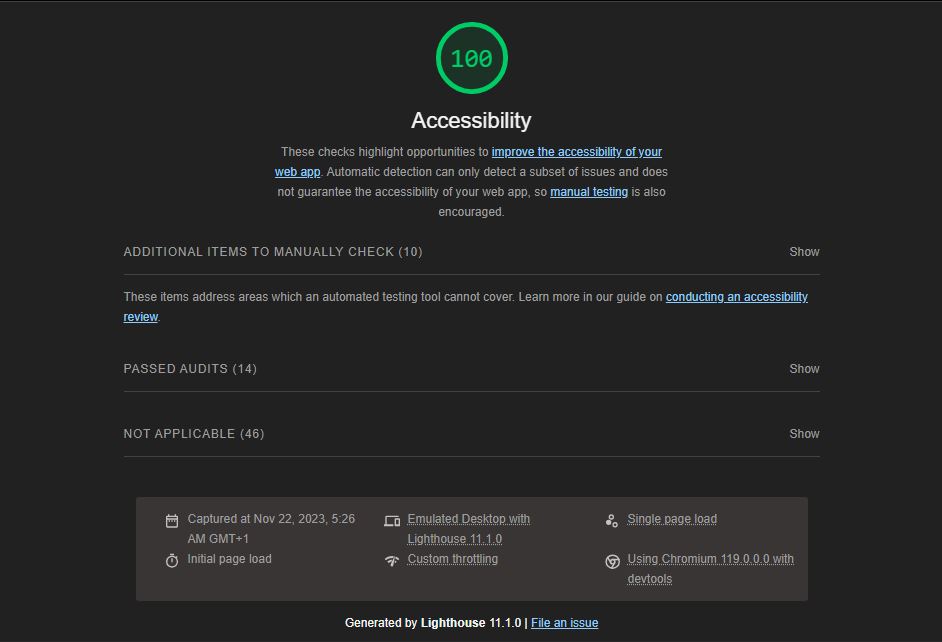 100
Accessibility
These checks highlight opportunities to improve the accessibility of your
web app. Automatic detection can only detect a subset of issues and does
not guarantee the accessibility of your web app, so manual testing is also
encouraged.
ADDITIONAL ITEMS TO MANUALLY CHECK (10) Show
These items address areas which an automated testing tool cannot cover. Learn more in our guide on conducting an accessibility
review.
PASSED AUDITS (14) Show
NOT APPLICABLE (46) Show
Captured at Nov 22, 2023, 5:26
AM GMT+1
Emulated Desktop with
Lighthouse 11.1.0
Single page load
Initial page load
Custom throttling
Using Chromium 119.0.0.0 with
devtools
Generated by Lighthouse 11.1.0 | File an issue